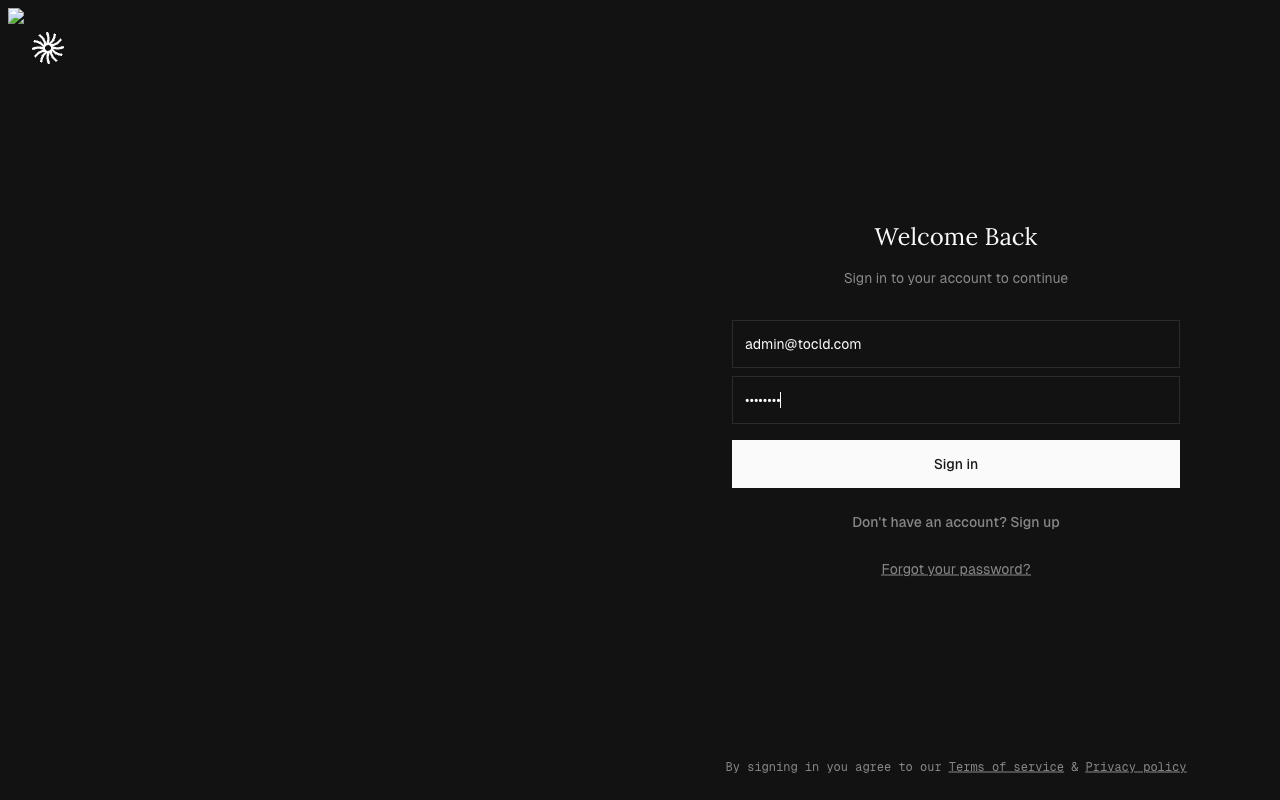 Welcome Back
Sign in to your account to continue
admin@tocld.com
••••••••
Sign in
Don't have an account? Sign up
Forgot your password?
By signing in you agree to our Terms of service & Privacy policy